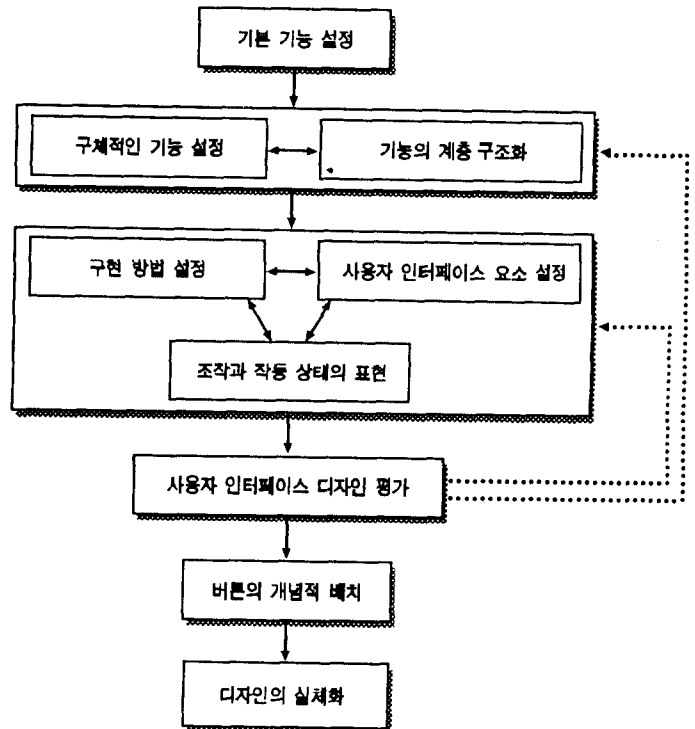 기본 기능 설정
구체적인 기능 설정
기능의 계층 구조화
구현 방법 설정
사용자 인터페이스 요소 설정
조작과 작동 상태의 표현
사용자 인터페이스 디자인 평가
버튼의 개념적 배치
디자인의 실체화